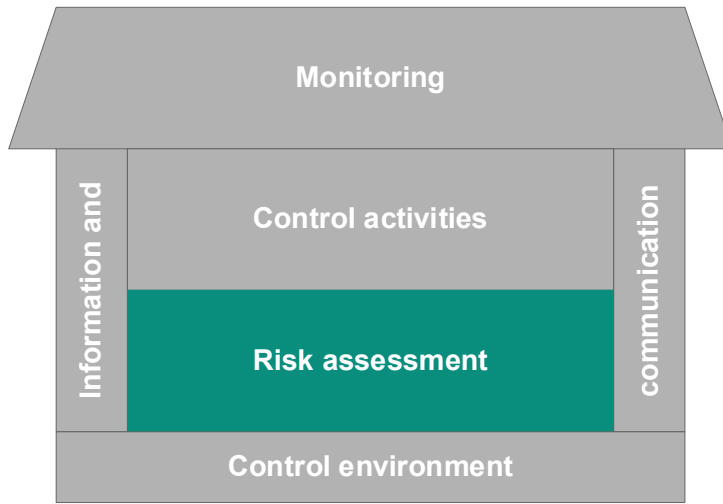 Monitoring
Information and
Control activities
communication
Risk assessment
Control environment